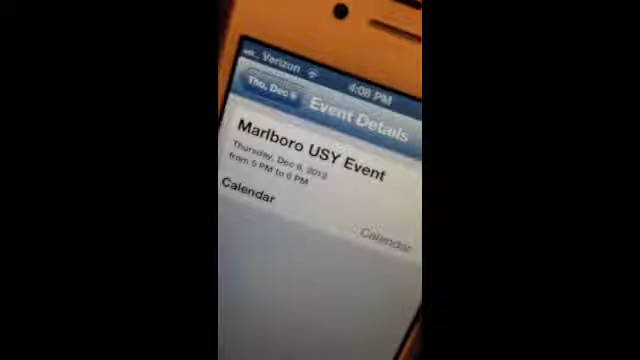 Verizon 4:08 PM
Thu, Dec 6 Event Details
Marlboro USY Event
Thursday, Dec 6, 2012
from 5 PM to 6 PM
Calendar Calendar